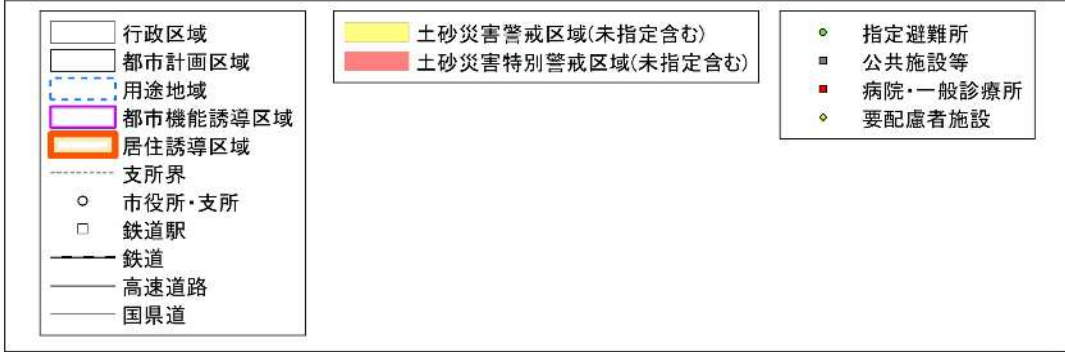 行政区域
都市計画区域
用途地域
都市機能誘導区域
居住誘導区域
支所界
市役所・支所
鉄道駅
鉄道
高速道路
国県道
土砂災害警戒区域(未指定含む)
土砂災害特別警戒区域(未指定含む)
指定避難所
公共施設等
病院・一般診療所
要配慮者施設